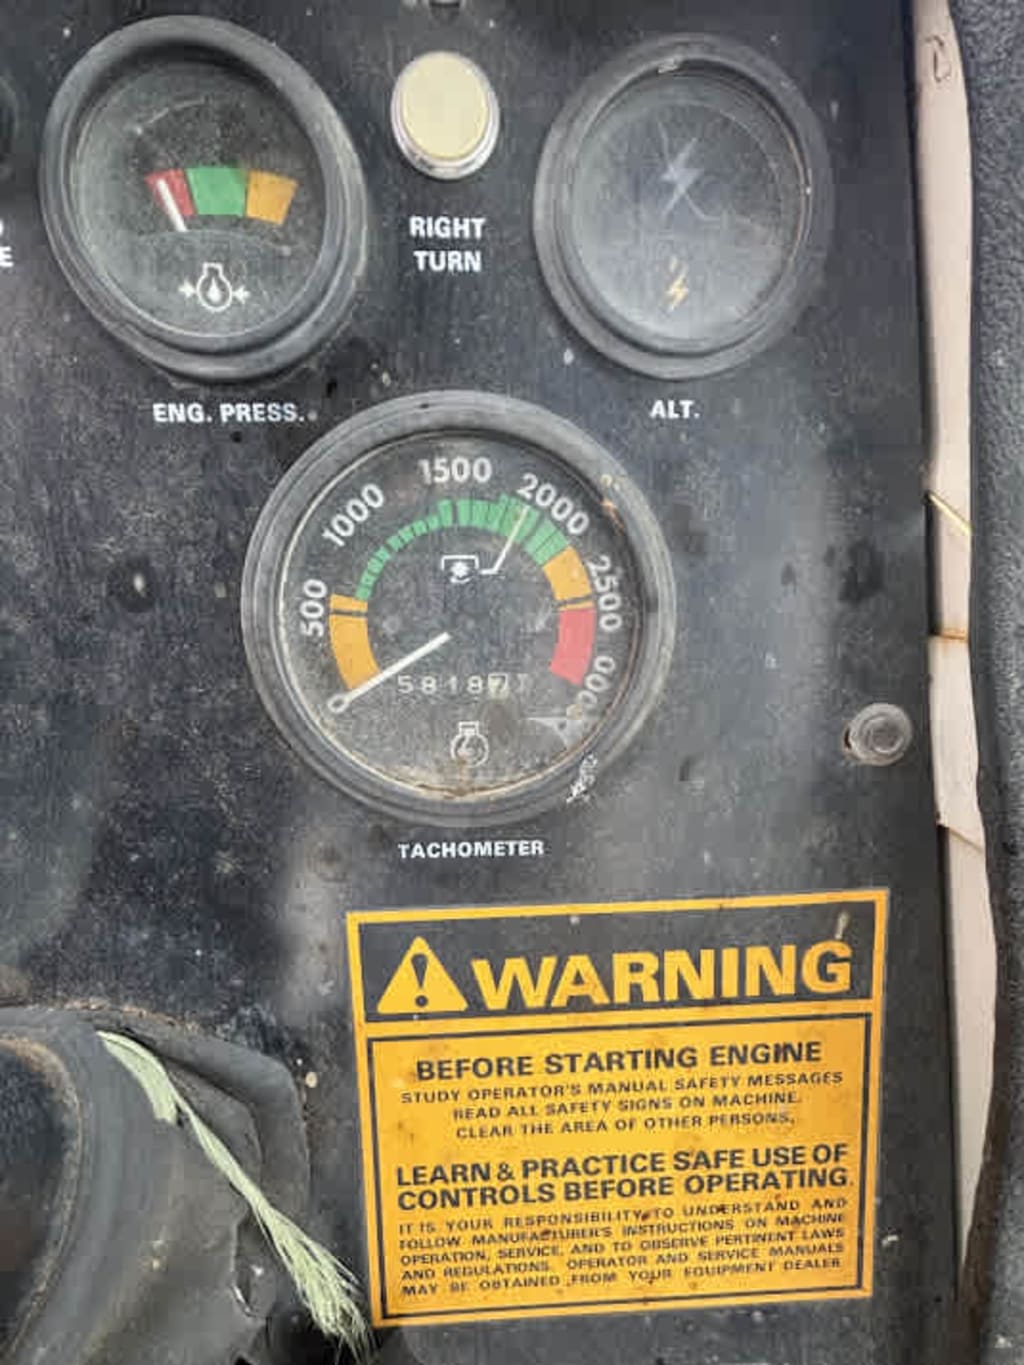 E
RIGHT
TURN
ENG. PRESS.
ALT.
500
1000
1500
2000
2500
TACHOMETER
WARNING
BEFORE STARTING ENGINE
STUDY OPERATOR'S MANUAL SAFETY MESSAGES
READ ALL SAFETY SIGNS ON MACHINE.
CLEAR THE AREA OF OTHER PERSONS.
LEARN & PRACTICE SAFE USE OF
CONTROLS BEFORE OPERATING.
IT IS YOUR RESPONSIBILITY TO UNDERSTAND AND
FOLLOW MANUFACTURER'S INSTRUCTIONS ON MACHINE
OPERATION, SERVICE, AND TO OBSERVE PERTINENT LAWS
AND REGULATIONS. OPERATOR AND SERVICE MANUALS
MAY BE OBTAINED FROM YOUR EQUIPMENT DEALER